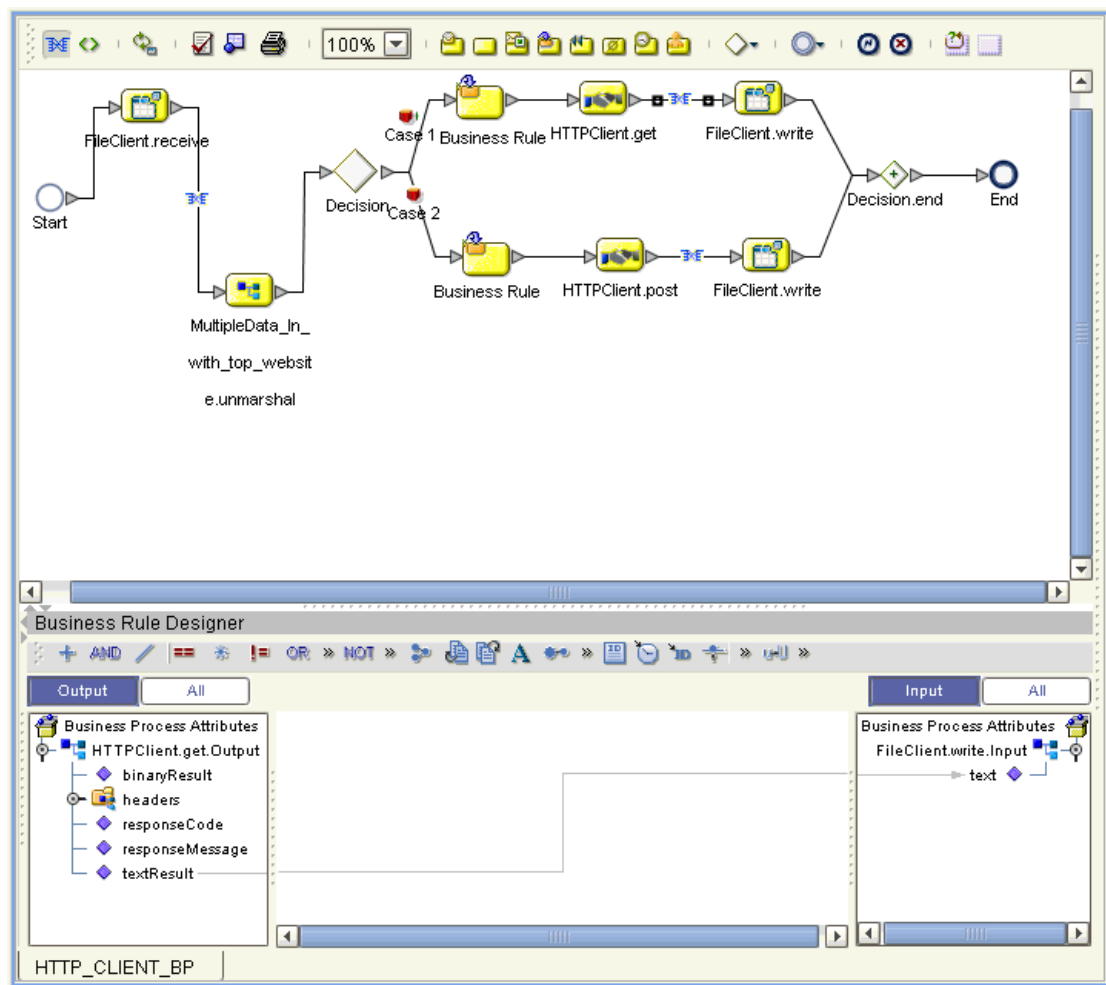 100%
FileClient.receive
Case 1
Business Rule
HTTPClient.get
FileClient.write
Start
Decision
Case 2
Decision.end
End
Business Rule
HTTPClient.post
FileClient.write
MultipleData_In_
with_top_websit
e.unmarshal
Business Rule Designer
+ AND / == * != OR » NOT » A » ID ID » »
Output All Input All
Business Process Attributes
HTTPClient.get.Output
binaryResult
headers
responseCode
responseMessage
textResult
Business Process Attributes
FileClient.write.Input
text
HTTP_CLIENT_BP